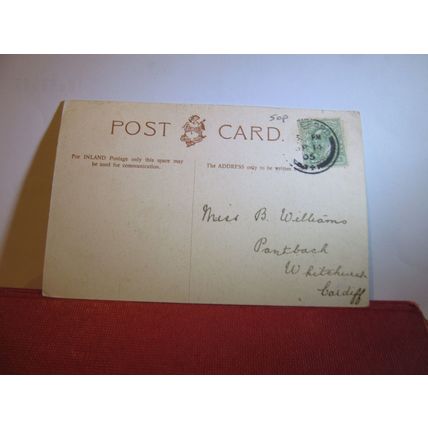 50p
POST CARD.
For INLAND Postage only this space may
be used for communication.
The ADDRESS only to be written
Miss B. Williams
Pantbach
Whitchurch
Cardiff